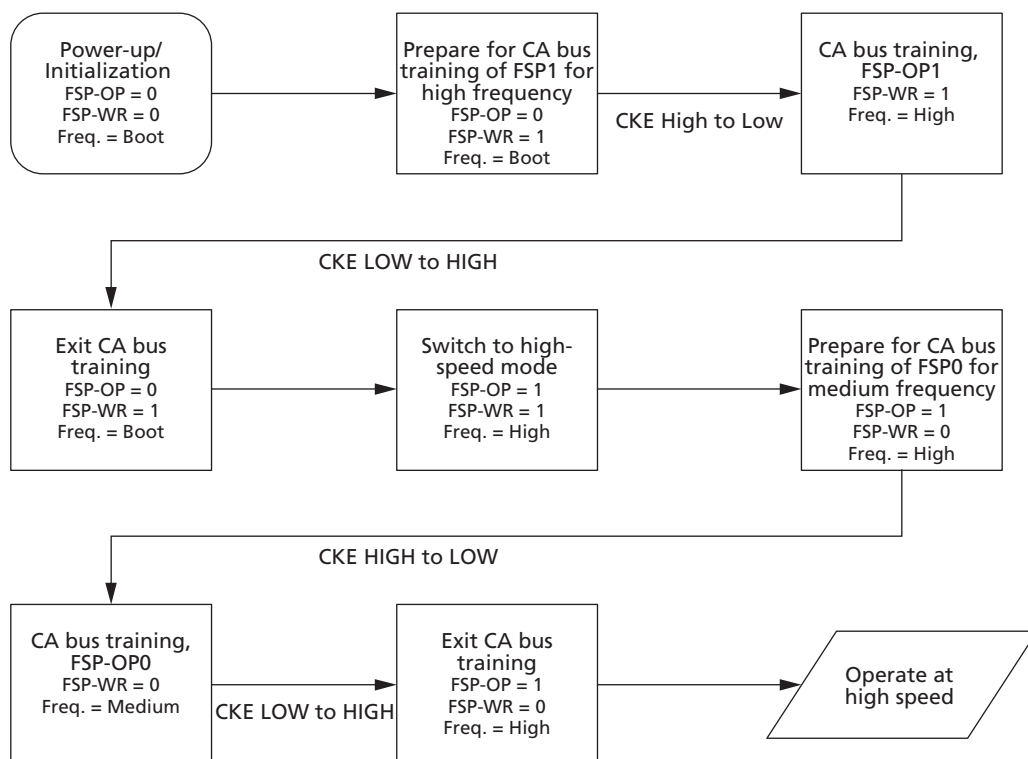 Power-up/
Initialization
FSP-OP = 0
FSP-WR = 0
Freq. = Boot
Prepare for CA bus
training of FSP1 for
high frequency
FSP-OP = 0
FSP-WR = 1
Freq. = Boot
CKE High to Low
CA bus training,
FSP-OP1
FSP-WR = 1
Freq. = High
CKE LOW to HIGH
Exit CA bus
training
FSP-OP = 0
FSP-WR = 1
Freq. = Boot
Switch to high-
speed mode
FSP-OP = 1
FSP-WR = 1
Freq. = High
Prepare for CA bus
training of FSP0 for
medium frequency
FSP-OP = 1
FSP-WR = 0
Freq. = High
CKE HIGH to LOW
CA bus training,
FSP-OP0
FSP-WR = 0
Freq. = Medium
CKE LOW to HIGH
Exit CA bus
training
FSP-OP = 1
FSP-WR = 0
Freq. = High
Operate at
high speed